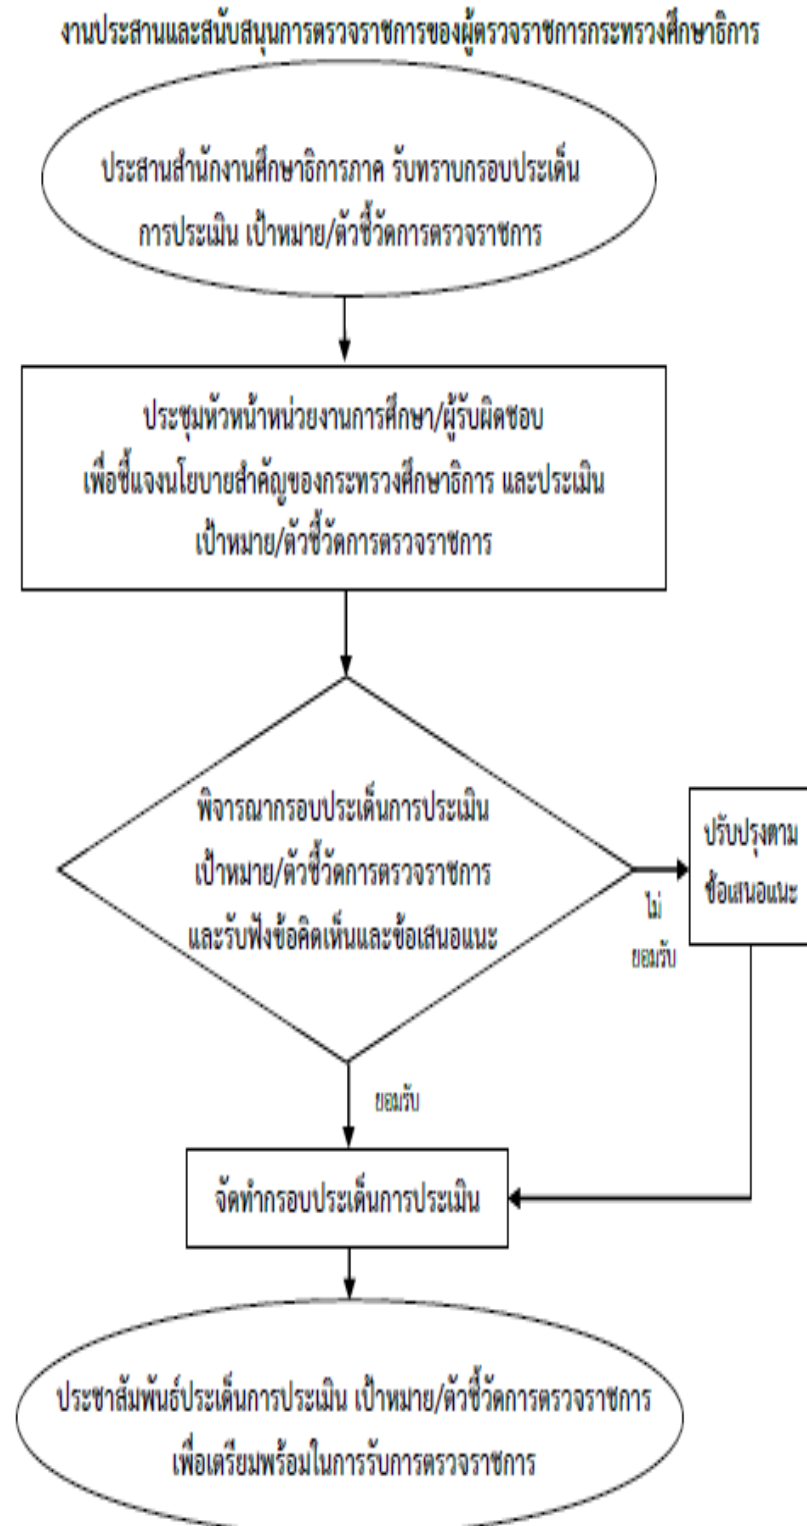 งานประสานและสนับสนุนการตรวจราชการของผู้ตรวจราชการกระทรวงศึกษาธิการ
ประสานสำนักงานศึกษาธิการภาค รับทราบกรอบประเด็น
การประเมิน เป้าหมาย/ตัวชี้วัดการตรวจราชการ
ประชุมหัวหน้าหน่วยงานการศึกษา/ผู้รับผิดชอบ
เพื่อชี้แจงนโยบายสำคัญของกระทรวงศึกษาธิการ และประเมิน
เป้าหมาย/ตัวชี้วัดการตรวจราชการ
พิจารณากรอบประเด็นการประเมิน
เป้าหมาย/ตัวชี้วัดการตรวจราชการ
และรับฟังข้อคิดเห็นและข้อเสนอแนะ
ไม่
ยอมรับ
ปรับปรุงตาม
ข้อเสนอแนะ
ยอมรับ
จัดทำกรอบประเด็นการประเมิน
ประชาสัมพันธ์ประเด็นการประเมิน เป้าหมาย/ตัวชี้วัดการตรวจราชการ
เพื่อเตรียมพร้อมในการรับการตรวจราชการ